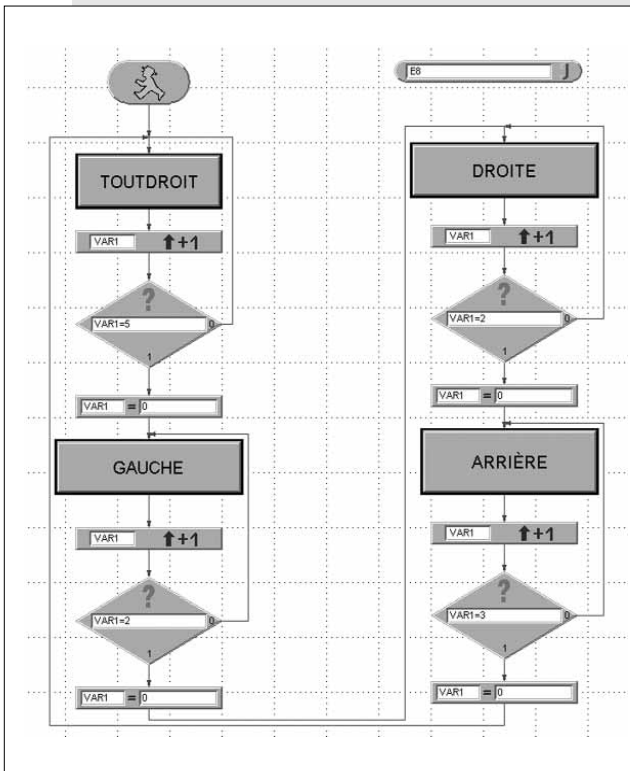 E8
TOUTDROIT
VAR1 +1
?
VAR1=5 0
1
VAR1 = 0
GAUCHE
VAR1 +1
?
VAR1=2 0
1
VAR1 = 0
DROITE
VAR1 +1
?
VAR1=2 0
1
VAR1 = 0
ARRIÈRE
VAR1 +1
?
VAR1=3 0
1
VAR1 = 0